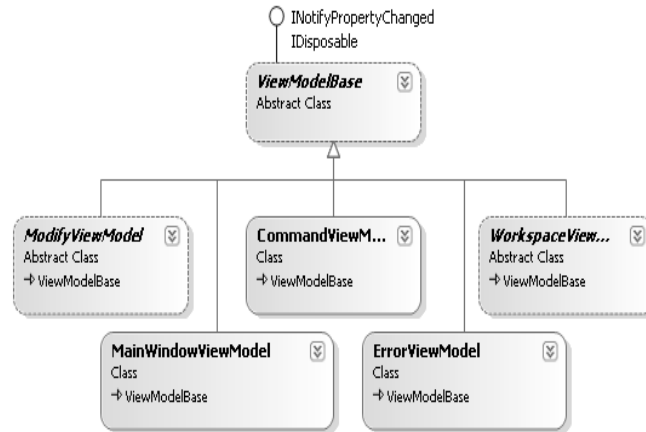 INotifyPropertyChanged
IDisposable
ViewModelBase
Abstract Class
ModifyViewModel
Abstract Class
ViewModelBase
CommandViewM...
Class
ViewModelBase
WorkspaceView...
Abstract Class
ViewModelBase
MainWindowViewModel
Class
ViewModelBase
ErrorViewModel
Class
ViewModelBase